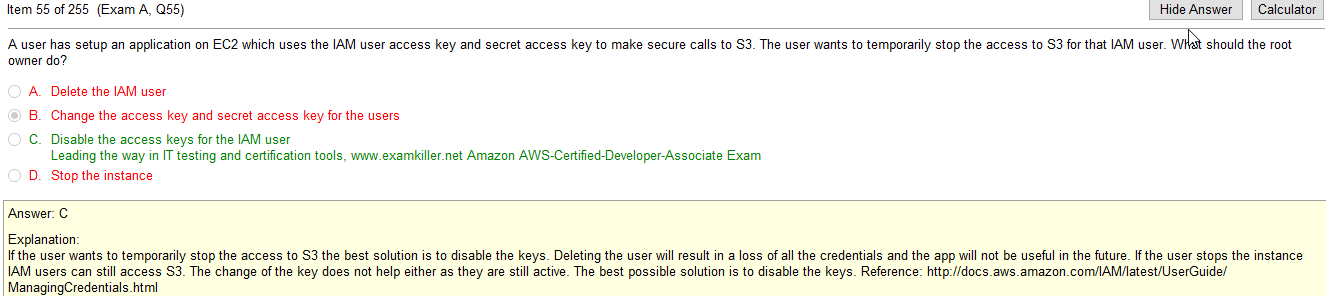 Item 55 of 255 (Exam A, Q55)
Hide Answer
Calculator
A user has setup an application on EC2 which uses the IAM user access key and secret access key to make secure calls to S3. The user wants to temporarily stop the access to S3 for that IAM user. What should the root
owner do?
A. Delete the IAM user
B. Change the access key and secret access key for the users
C. Disable the access keys for the IAM user
Leading the way in IT testing and certification tools, www.examkiller.net Amazon AWS-Certified-Developer-Associate Exam
D. Stop the instance
Answer: C
Explanation:
If the user wants to temporarily stop the access to S3 the best solution is to disable the keys. Deleting the user will result in a loss of all the credentials and the app will not be useful in the future. If the user stops the instance
IAM users can still access S3. The change of the key does not help either as they are still active. The best possible solution is to disable the keys. Reference: http://docs.aws.amazon.com/IAM/latest/UserGuide/
ManagingCredentials.html